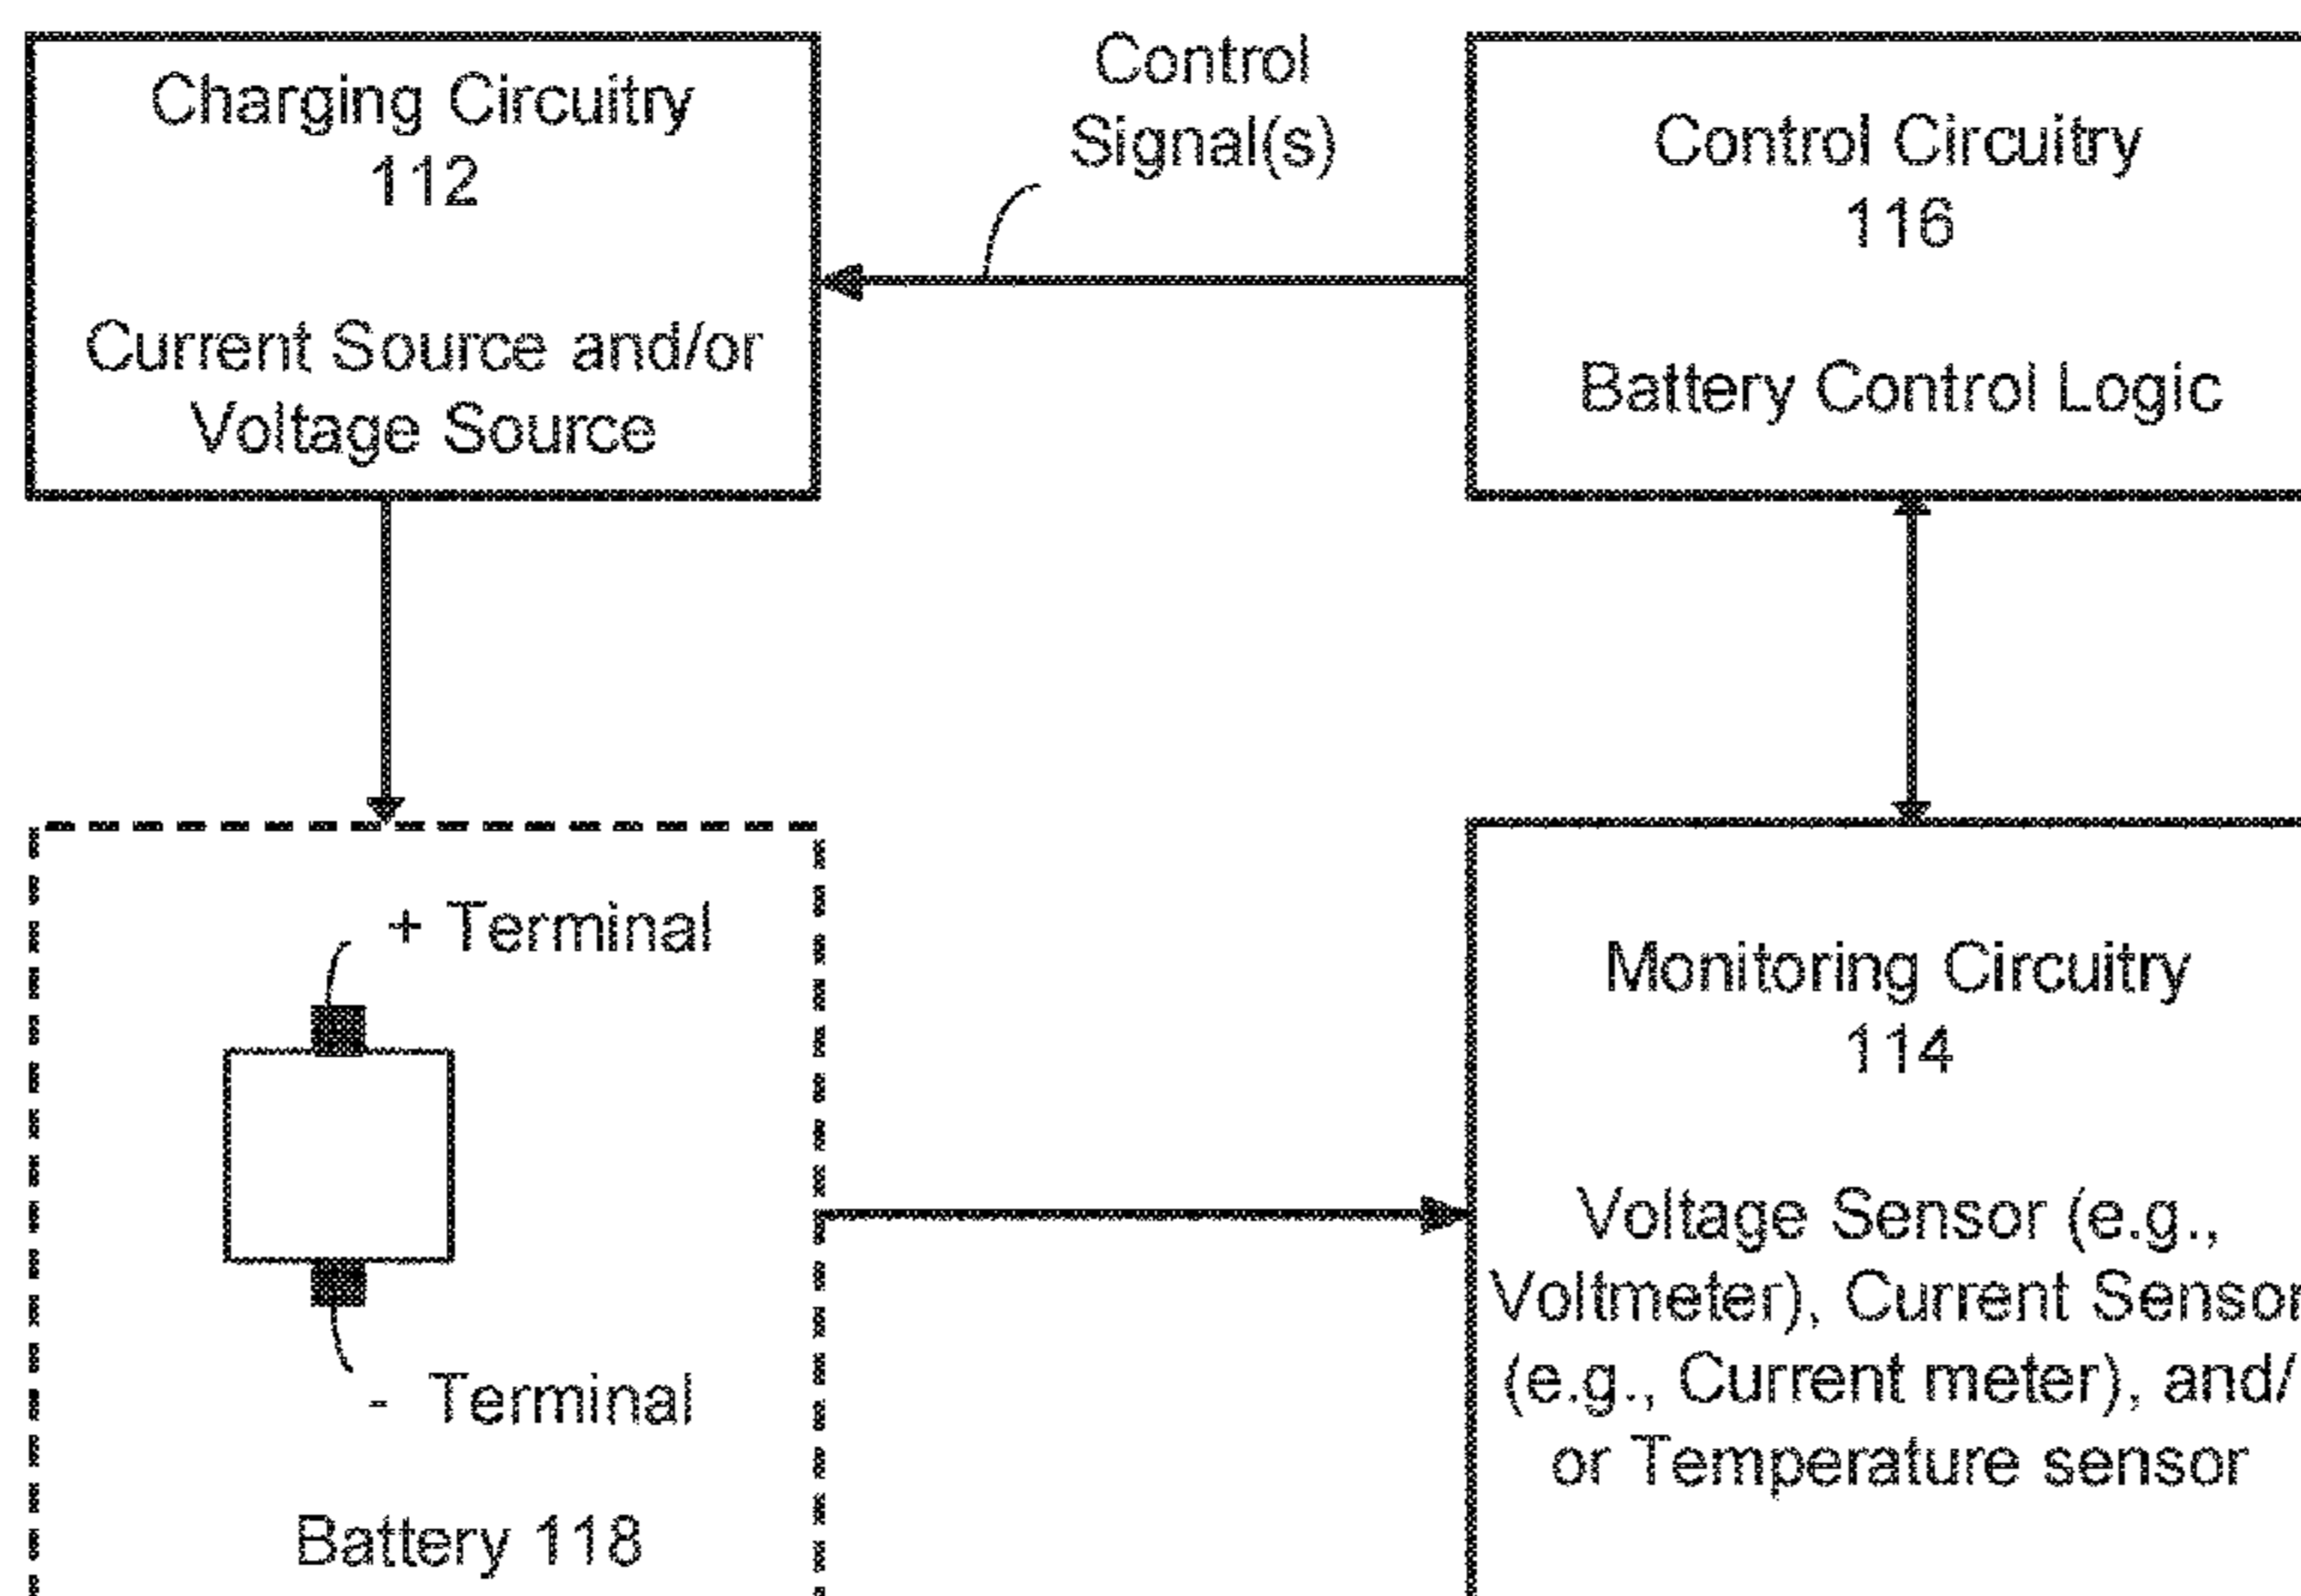 Charging Circuitry
112
Current Source and/or
Voltage Source
Control
Signal(s)
Control Circuitry
116
Battery Control Logic
+ Terminal
- Terminal
Battery 118
Monitoring Circuitry
114
Voltage Sensor (e.g.,
Voltmeter), Current Sensor
(e.g., Current meter), and/
or Temperature sensor